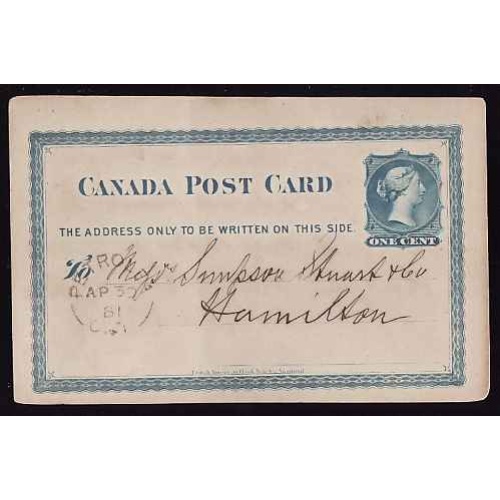 CANADA POST CARD
ONE CENT
THE ADDRESS ONLY TO BE WRITTEN ON THIS SIDE
To Messrs Simpson Stuart & Co
AP 30
81
Hamilton